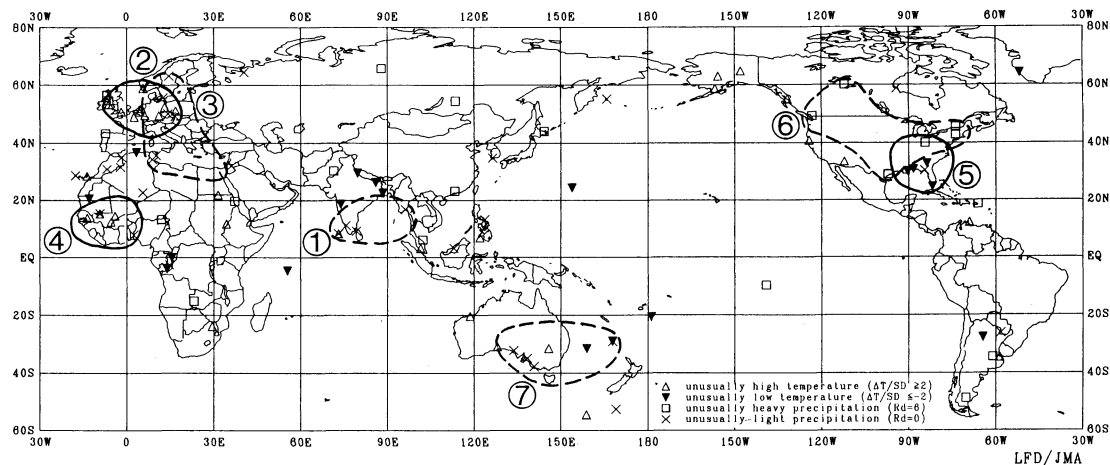 30W 0 30E 60E 90E 120E 150E 180 150W 120W 90W 60W 30W
80N 80N
60N 60N
40N 40N
20N 20N
EQ EQ
20S 20S
40S 40S
60S 60S
②
③
⑥
⑤
④
①
⑦
△ unusually high temperature (ΔT/SD ≧2)
▼ unusually low temperature (ΔT/SD ≦-2)
□ unusually heavy precipitation (Rd=6)
× unusually light precipitation (Rd=0)
30W 0 30E 60E 90E 120E 150E 180 150W 120W 90W 60W 30W
LFD/JMA